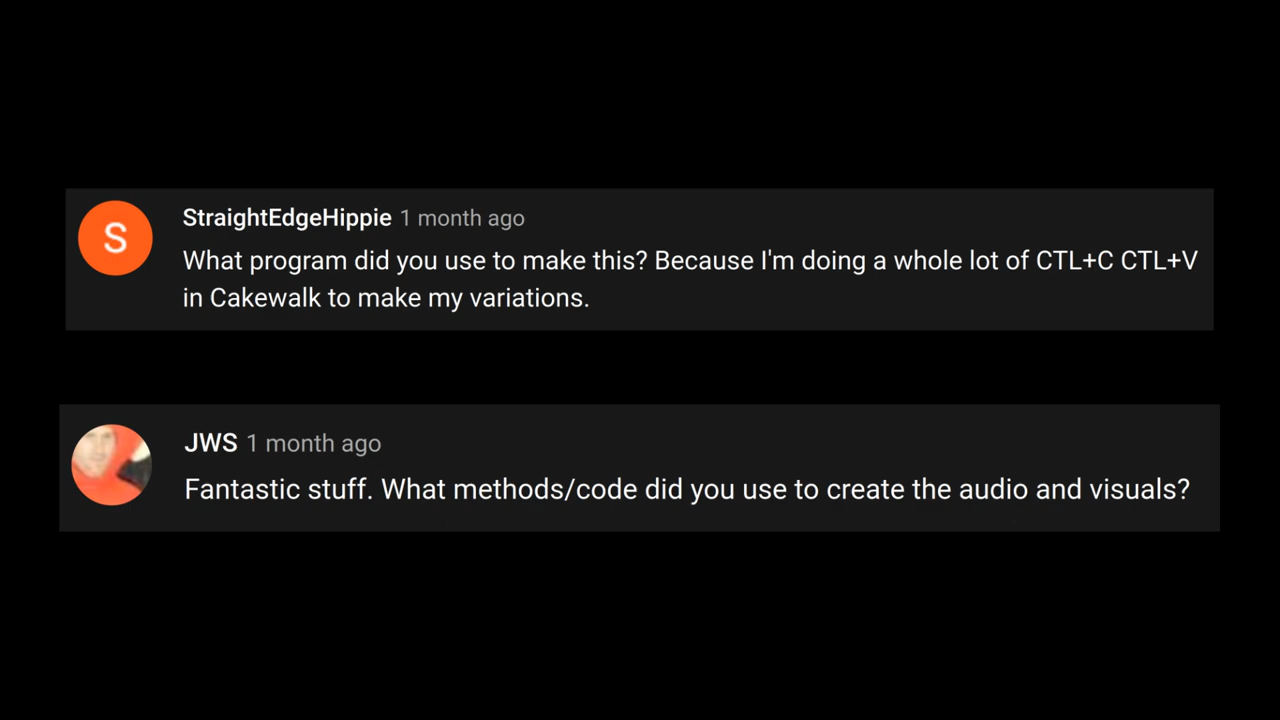 S
StraightEdgeHippie 1 month ago
What program did you use to make this? Because I'm doing a whole lot of CTL+C CTL+V
in Cakewalk to make my variations.
JWS 1 month ago
Fantastic stuff. What methods/code did you use to create the audio and visuals?